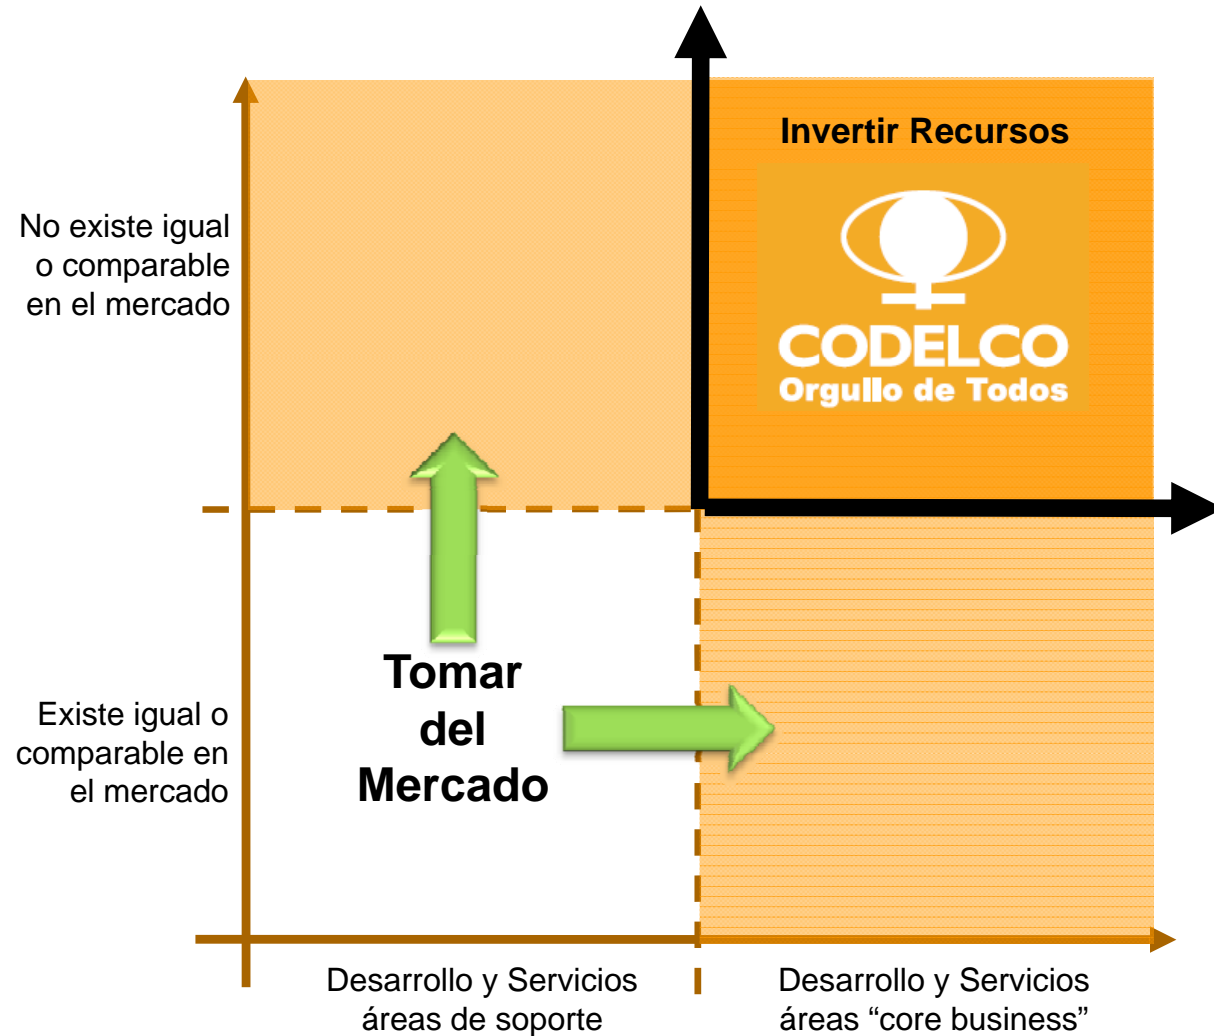 Invertir Recursos
CODELCO
Orgullo de Todos
No existe igual
o comparable
en el mercado
Tomar
del
Mercado
Existe igual o
comparable en
el mercado
Desarrollo y Servicios
áreas de soporte
Desarrollo y Servicios
áreas “core business”